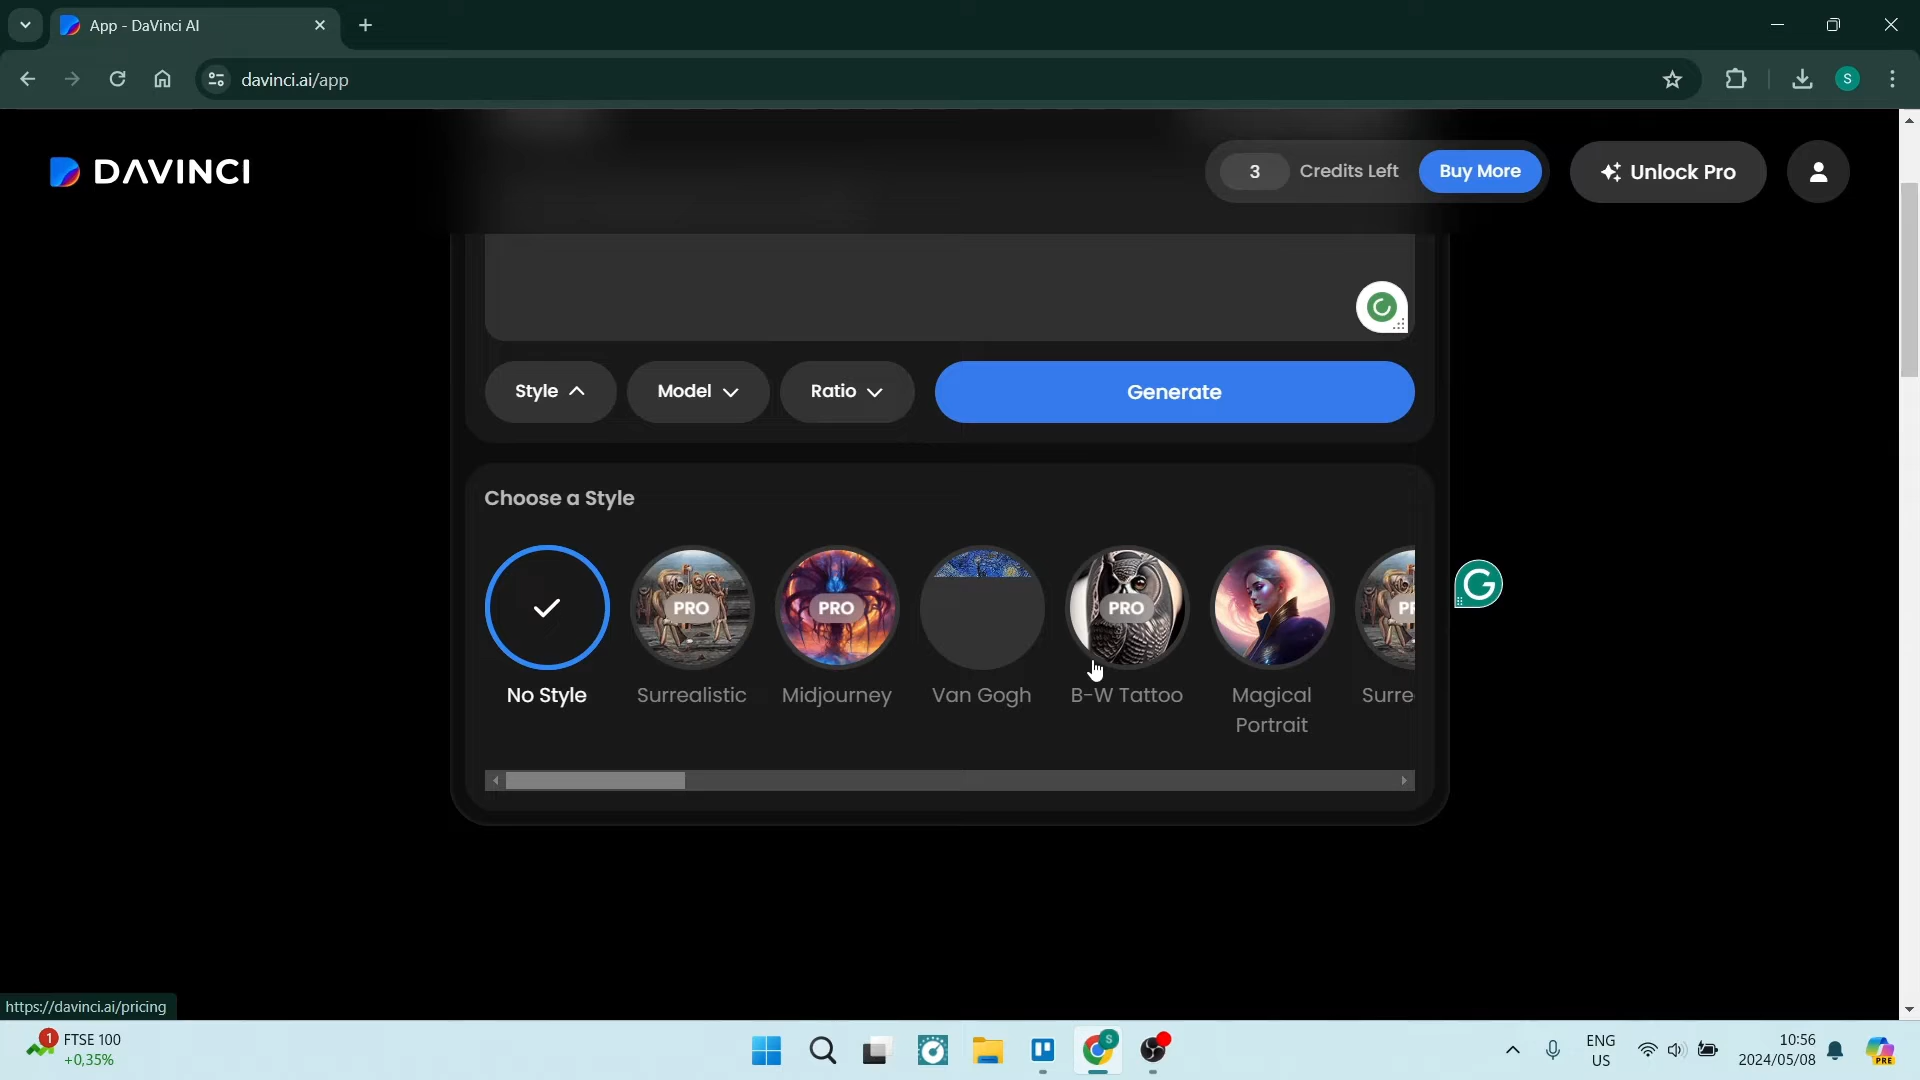 App - DaVinci AI
davinci.ai/app
S
DAVINCI
3 Credits Left Buy More
Unlock Pro
Style Model Ratio Generate
Choose a Style
PRO PRO PRO
No Style Surrealistic Midjourney Van Gogh B-W Tattoo Magical Surre
Portrait
https://davinci.ai/pricing
1 FTSE 100
+0,35%
S
ENG
US
10:56
2024/05/08
PRE